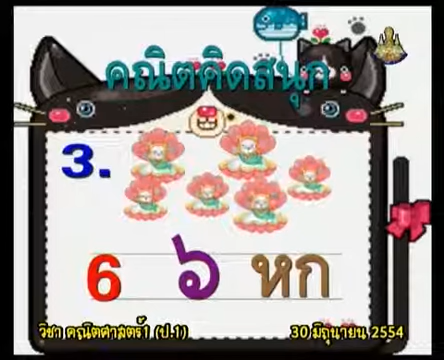 คณิตคิดสนุก
3.
6 ๖ หก
วิชา คณิตศาสตร์1 (ป.1) 30 มิถุนายน 2554